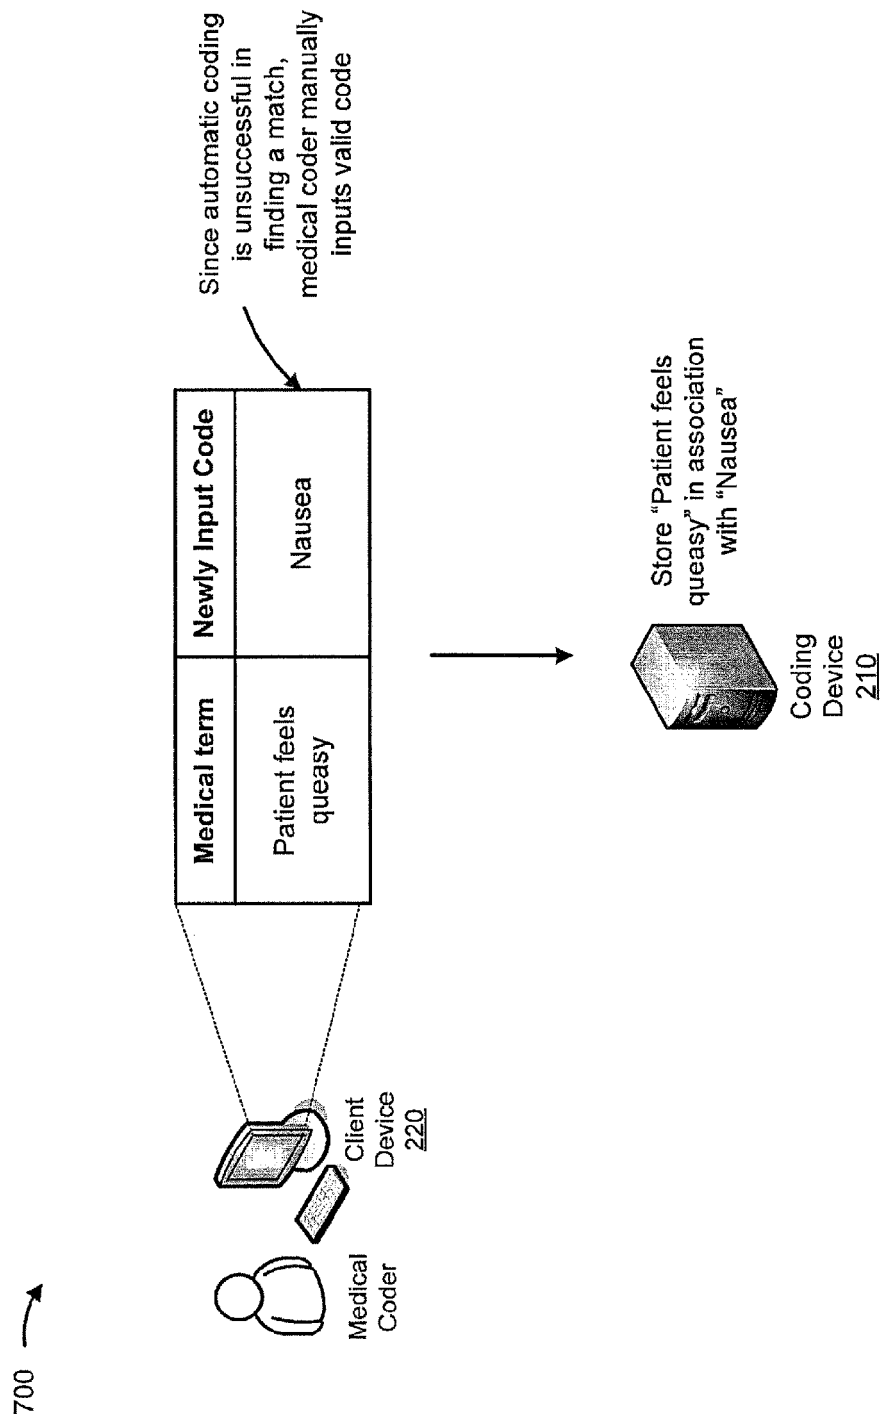 700
Medical
Coder
Client
Device
220
Medical term
Newly Input Code
Patient feels
queasy
Nausea
Since automatic coding
is unsuccessful in
finding a match,
medical coder manually
inputs valid code
Coding
Device
210
Store “Patient feels
queasy” in association
with “Nausea”